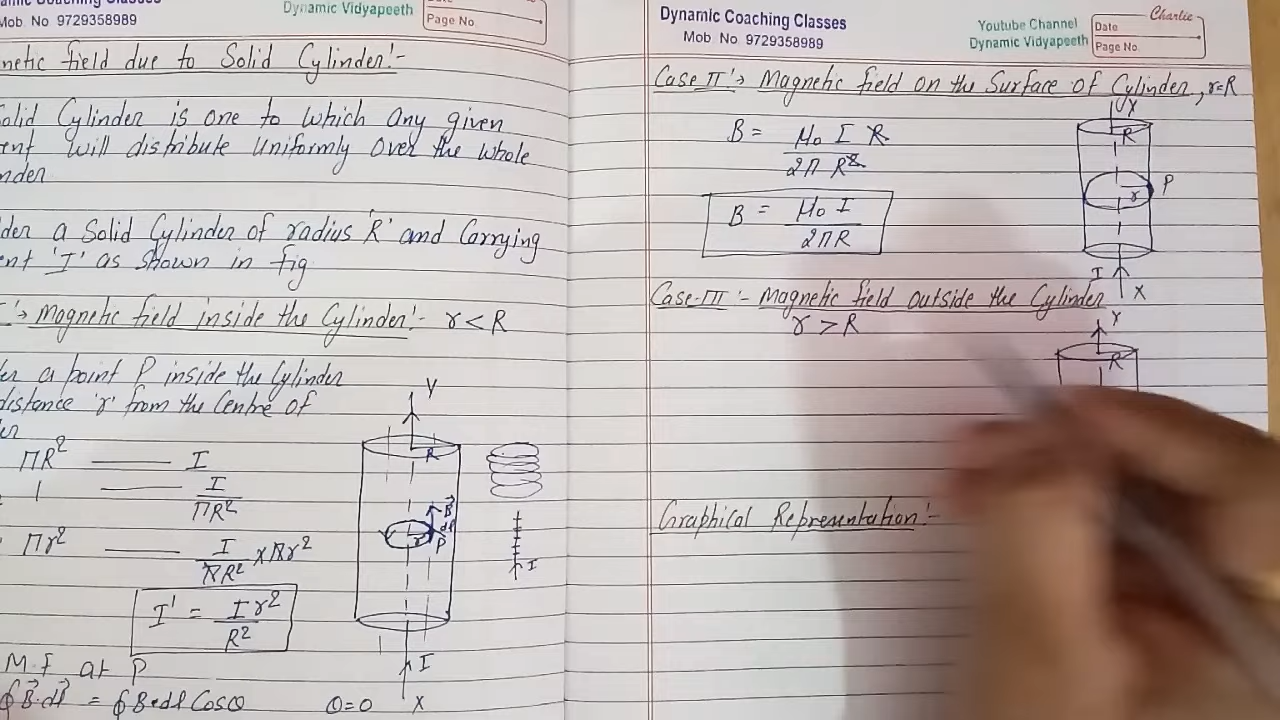 Mob No 9729358989
Dynamic Vidyapeeth
Page No.
netic field due to Solid Cylinder:-
olid Cylinder is one to which any given
ent will distribute uniformly over the whole
nder
der a Solid Cylinder of radius 'R' and Carrying
ent 'I' as shown in fig
Magnetic field inside the Cylinder:- r < R
er a point P inside the Cylinder
distance 'r' from the Centre of
er
πR² —— I
1 —— I/πR²
πr² —— I/πR² × πr²
I' = Ir²/R²
M.F at P
∮B⃗.dl⃗ = ∮B•dl Cosθ θ=0
Y
R
B⃗
dl
r
P
I
X
I
Dynamic Coaching Classes
Mob No 9729358989
Youtube Channel
Dynamic Vidyapeeth
Charlie
Date
Page No.
Case II :→ Magnetic field on the Surface of Cylinder, r=R
B = μ₀ I R / 2π R²
B = μ₀ I / 2πR
Y
R
P
r
I
X
Case-III :- Magnetic field outside the Cylinder
r > R
Y
R
Graphical Representation:-